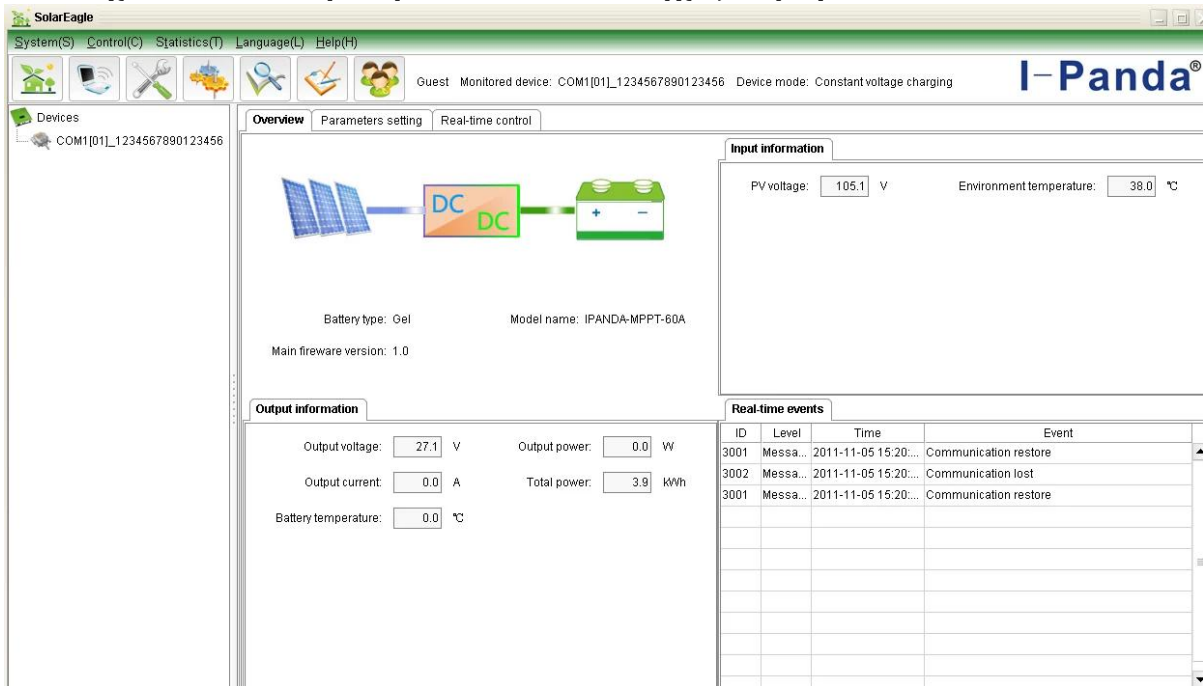 SolarEagle
System(S) Control(C) Statistics(T) Language(L) Help(H)
Guest Monitored device: COM1[01]_1234567890123456 Device mode: Constant voltage charging
I-Panda®
Devices
COM1[01]_1234567890123456
Overview Parameters setting Real-time control
DC
DC
+ −
Battery type: Gel Model name: IPANDA-MPPT-60A
Main fireware version: 1.0
Input information
PV voltage: 105.1 V Environment temperature: 38.0 ℃
Output information
Output voltage: 27.1 V Output power: 0.0 W
Output current: 0.0 A Total power: 3.9 kWh
Battery temperature: 0.0 ℃
Real-time events
ID Level Time Event
3001 Messa... 2011-11-05 15:20:... Communication restore
3002 Messa... 2011-11-05 15:20:... Communication lost
3001 Messa... 2011-11-05 15:20:... Communication restore